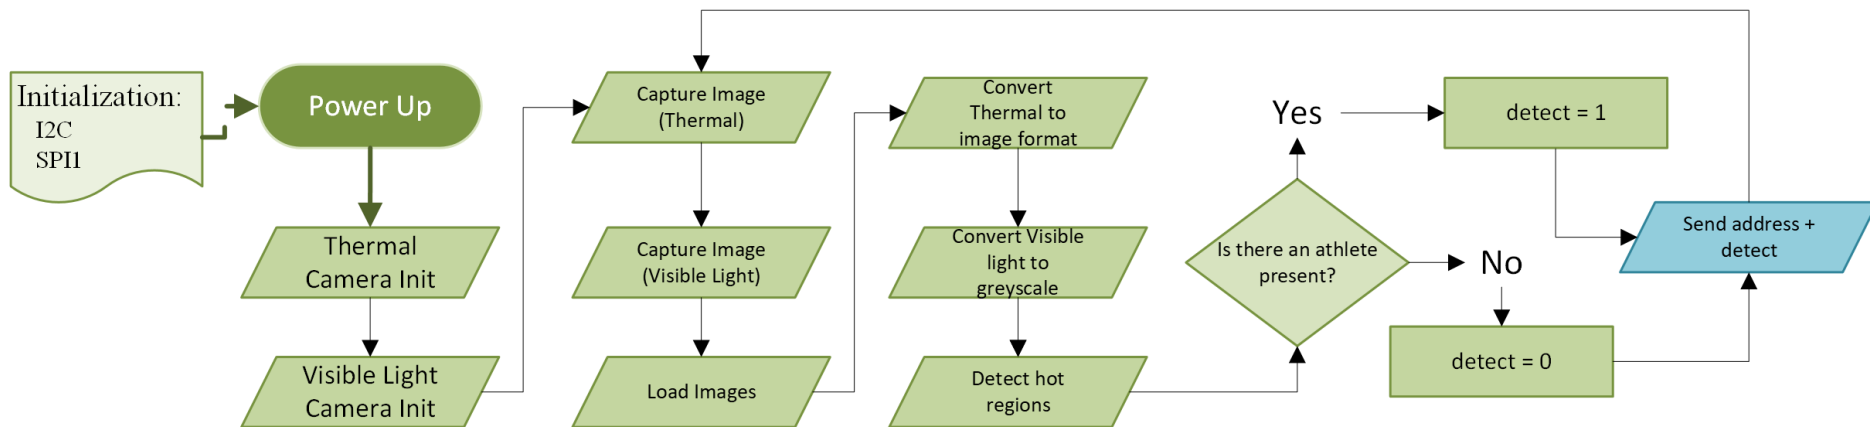 Initialization:
I2C
SPI1
Power Up
Thermal
Camera Init
Visible Light
Camera Init
Capture Image
(Thermal)
Capture Image
(Visible Light)
Load Images
Convert
Thermal to
image format
Convert Visible
light to
greyscale
Detect hot
regions
Is there an athlete
present?
Yes
No
detect = 1
detect = 0
Send address +
detect